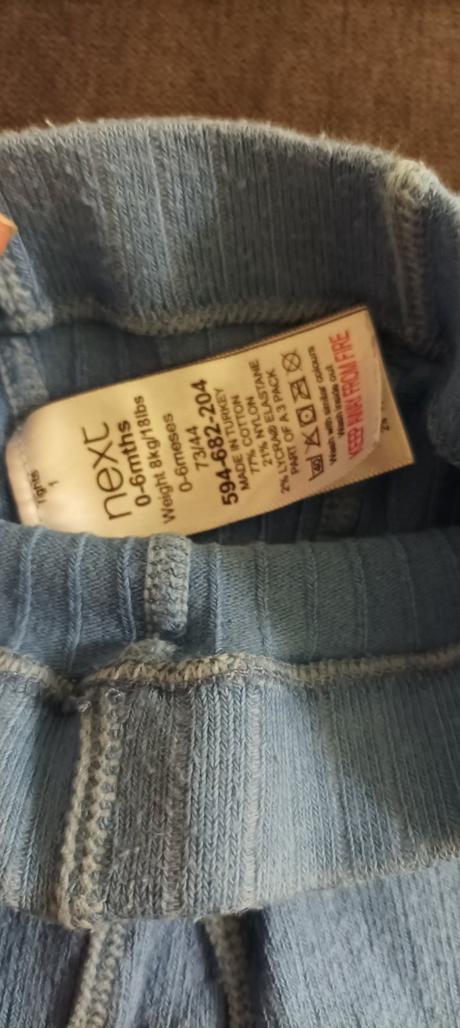 next
0-6mths
Weight 8kg/18lbs
0-6meses
73/44
594-682-204
MADE IN TURKEY
77% COTTON
21% NYLON
2% LYCRA® ELASTANE
PART OF A 3 PACK
Wash with similar colours
Wash inside out
KEEP AWAY FROM FIRE